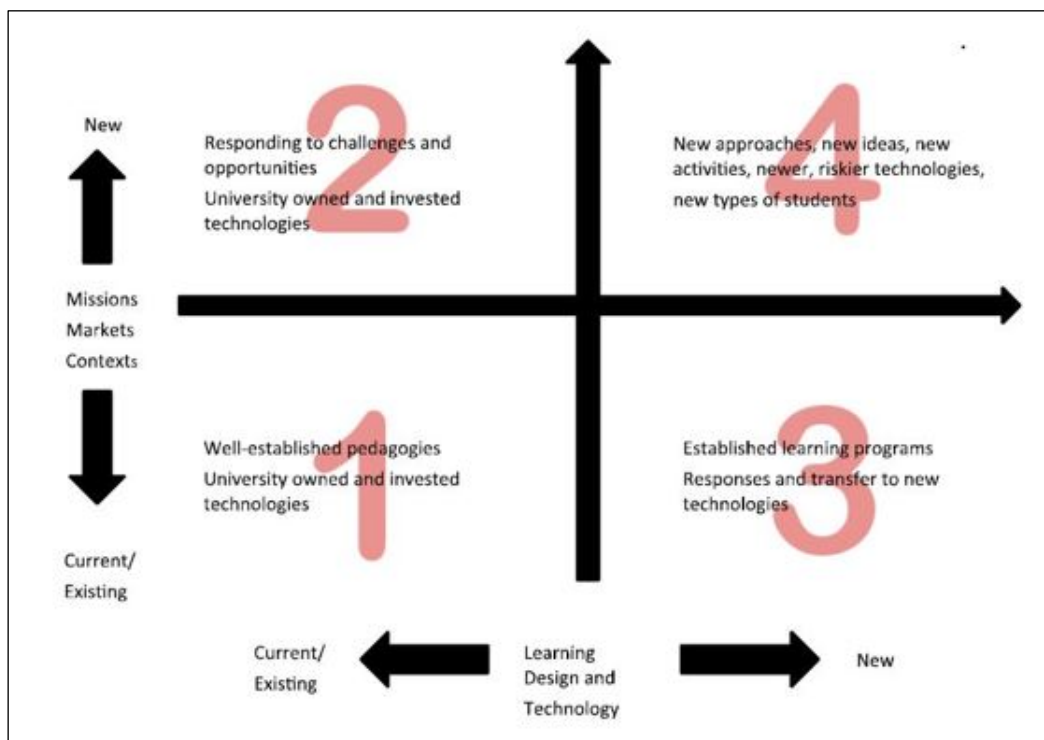 New
Missions
Markets
Contexts
Current/
Existing
2
Responding to challenges and
opportunities
University owned and invested
technologies
4
New approaches, new ideas, new
activities, newer, riskier technologies,
new types of students
1
Well-established pedagogies
University owned and invested
technologies
3
Established learning programs
Responses and transfer to new
technologies
Current/
Existing
Learning
Design and
Technology
New